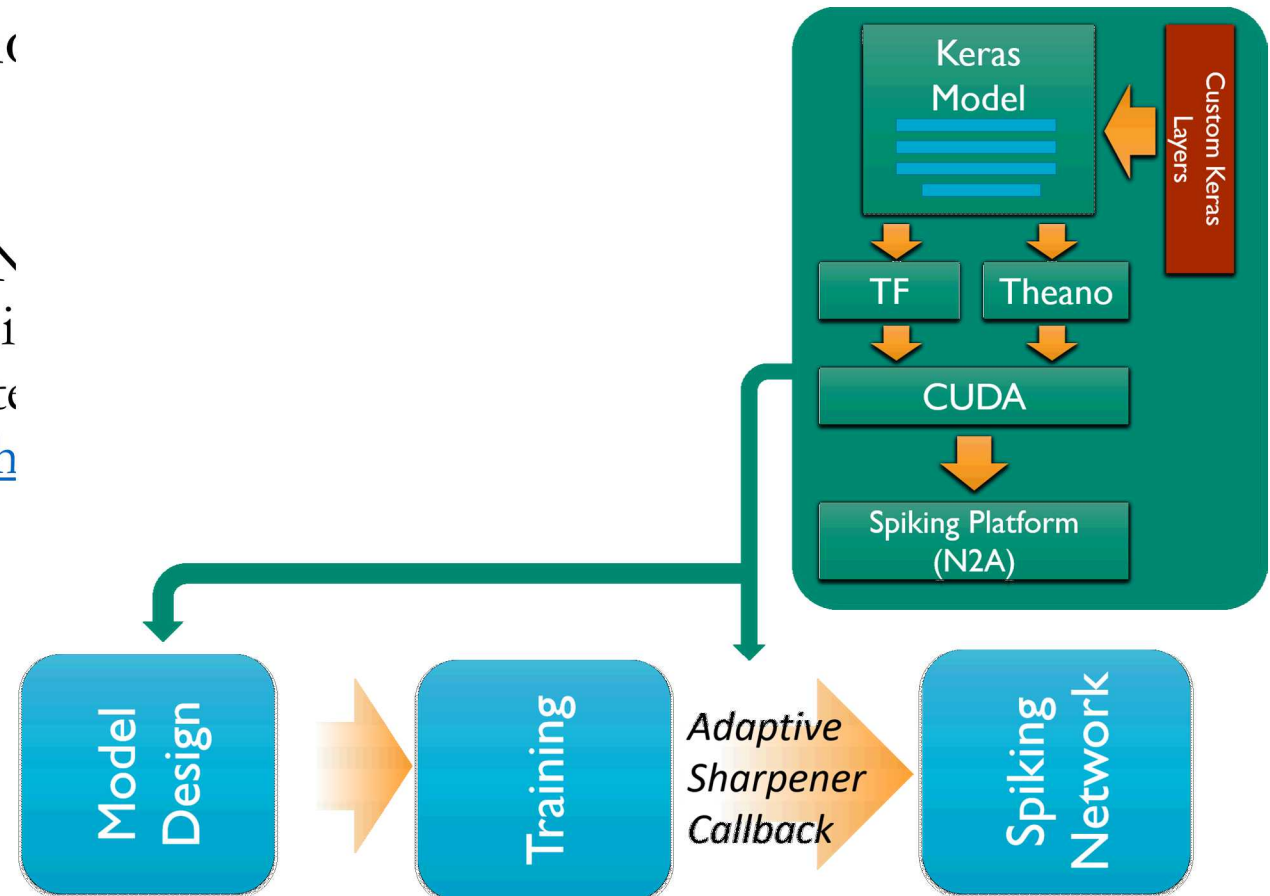 Keras
Model
Custom Keras
Layers
TF
Theano
CUDA
Spiking Platform
(N2A)
Model
Design
Training
Adaptive
Sharpener
Callback
Spiking
Network